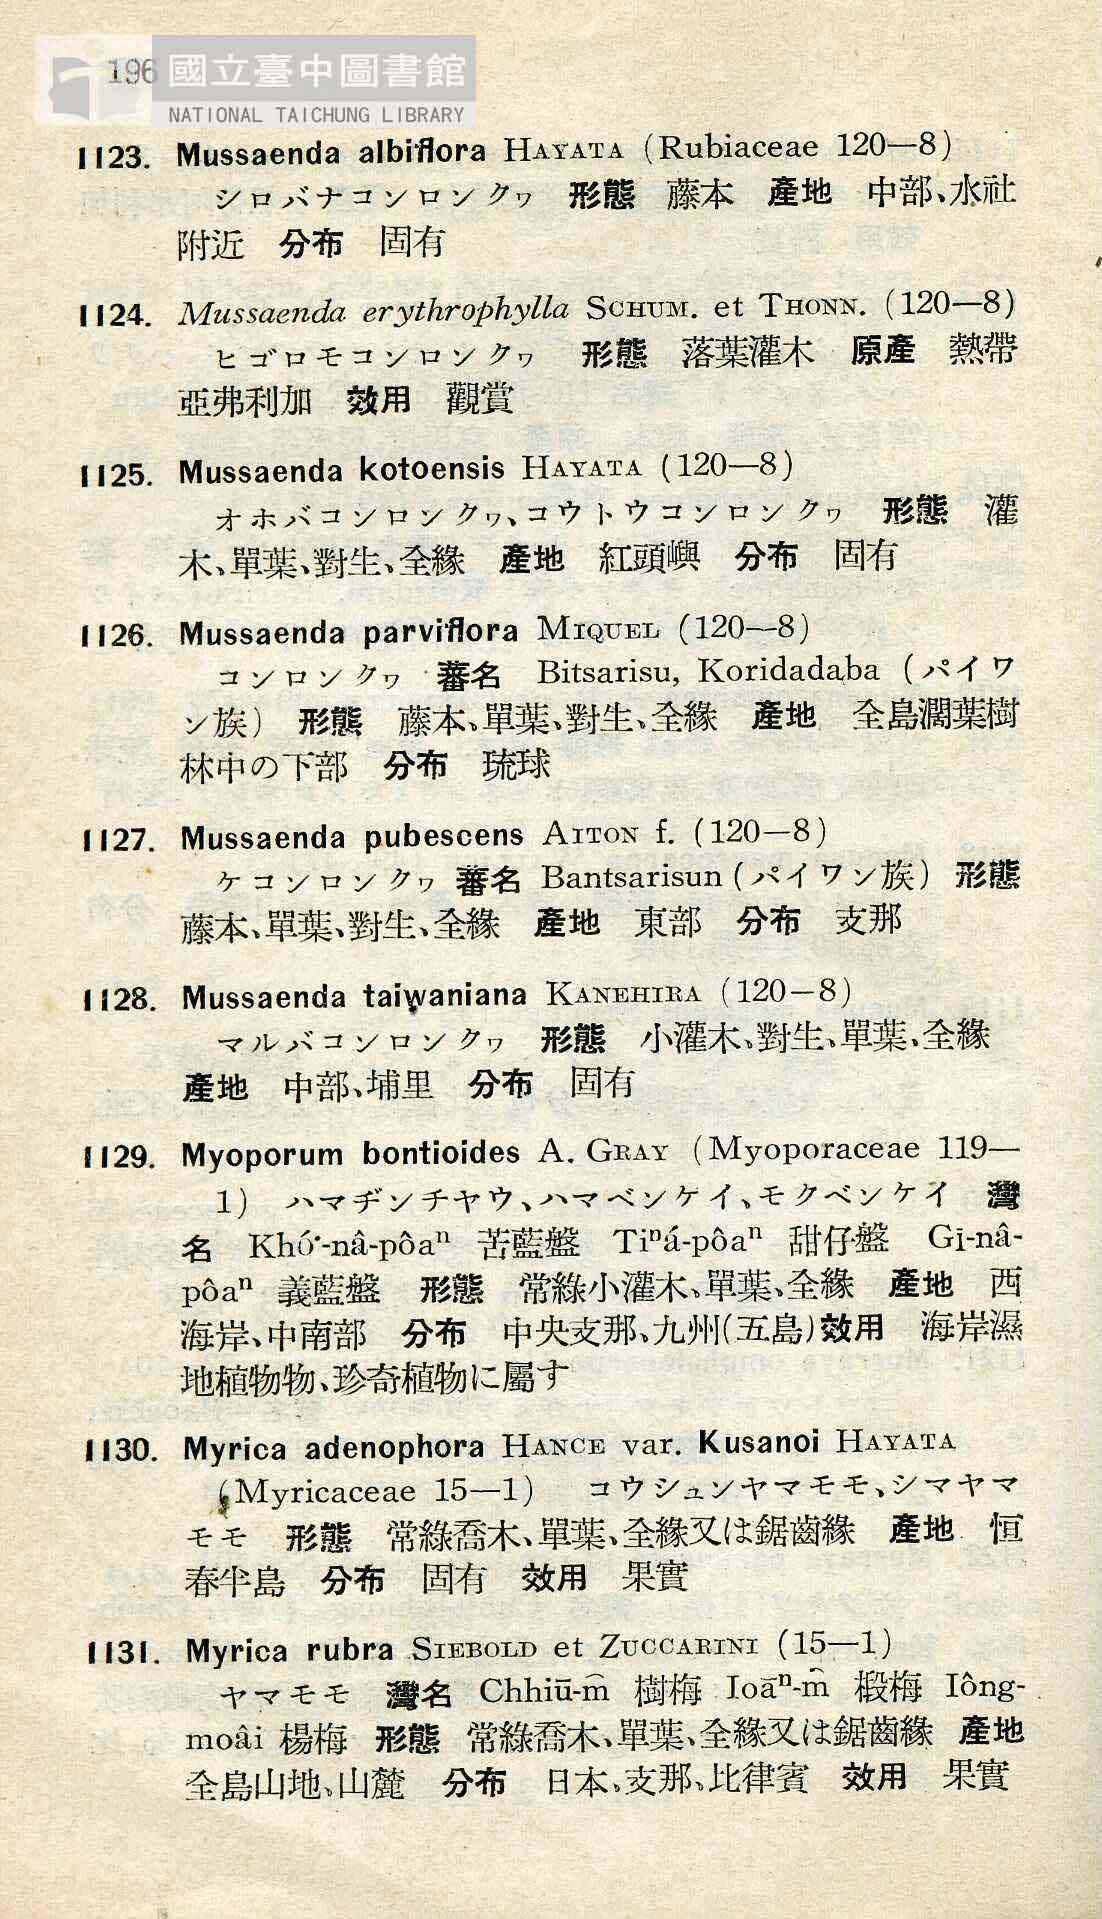 196
國立臺中圖書館
NATIONAL TAICHUNG LIBRARY
1123. Mussaenda albiflora HAYATA (Rubiaceae 120—8)
シロバナコンロンクヮ 形態 藤本 產地 中部、水社
附近 分布 固有
1124. Mussaenda erythrophylla SCHUM. et THONN. (120—8)
ヒゴロモコンロンクヮ 形態 落葉灌木 原產 熱帶
亞弗利加 效用 觀賞
1125. Mussaenda kotoensis HAYATA (120—8)
オホバコンロンクヮ、コウトウコンロンクヮ 形態 灌
木、單葉、對生、全緣 產地 紅頭嶼 分布 固有
1126. Mussaenda parviflora MIQUEL (120—8)
コンロンクヮ 蕃名 Bitsarisu, Koridadaba (パイワ
ン族) 形態 藤本、單葉、對生、全緣 產地 全島濶葉樹
林中の下部 分布 琉球
1127. Mussaenda pubescens AITON f. (120—8)
ケコンロンクヮ 蕃名 Bantsarisun (パイワン族) 形態
藤本、單葉、對生、全緣 產地 東部 分布 支那
1128. Mussaenda taiwaniana KANEHIRA (120—8)
マルバコンロンクヮ 形態 小灌木、對生、單葉、全緣
產地 中部、埔里 分布 固有
1129. Myoporum bontioides A. GRAY (Myoporaceae 119—
1) ハマヂンチヤウ、ハマベンケイ、モクベンケイ 灣
名 Khó͘-nâ-pôaⁿ 苦藍盤 Tiⁿá-pôaⁿ 甜仔盤 Gī-nâ-
pôaⁿ 義藍盤 形態 常綠小灌木、單葉、全緣 產地 西
海岸、中南部 分布 中央支那、九州(五島)效用 海岸濕
地植物物、珍奇植物に屬す
1130. Myrica adenophora HANCE var. Kusanoi HAYATA
(Myricaceae 15—1) コウシュンヤマモモ、シマヤマ
モモ 形態 常綠喬木、單葉、全緣又は鋸齒緣 產地 恒
春半島 分布 固有 效用 果實
1131. Myrica rubra SIEBOLD et ZUCCARINI (15—1)
ヤマモモ 灣名 Chhiū-m̂ 樹梅 Ioāⁿ-m̂ 椴梅 Iông-
moâi 楊梅 形態 常綠喬木、單葉、全緣又は鋸齒緣 產地
全島山地、山麓 分布 日本、支那、比律賓 效用 果實